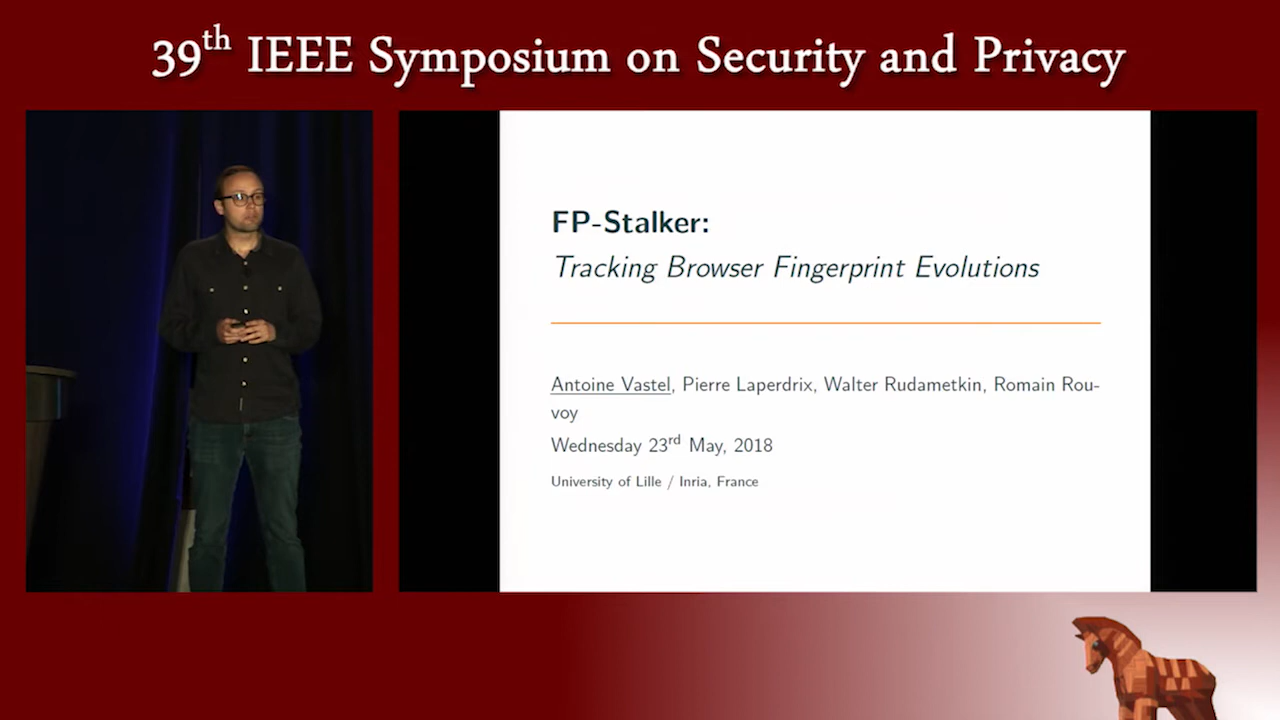 39th IEEE Symposium on Security and Privacy
FP-Stalker:
Tracking Browser Fingerprint Evolutions
Antoine Vastel, Pierre Laperdrix, Walter Rudametkin, Romain Rou-
voy
Wednesday 23rd May, 2018
University of Lille / Inria, France